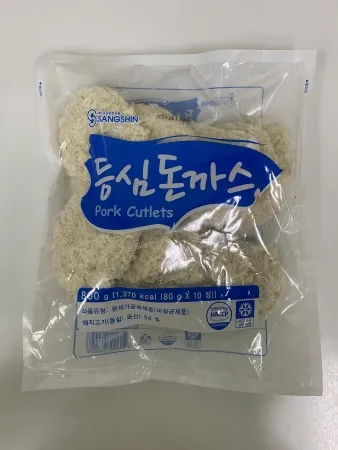 SANGSHIN
등심돈까스
Pork Cutlets
800 g [1,370 kcal (80 g X 10 장)]
식품유형: 분쇄가공육제품(비살균제품)
돼지고기(등심: 국산) 54 %
HACCP